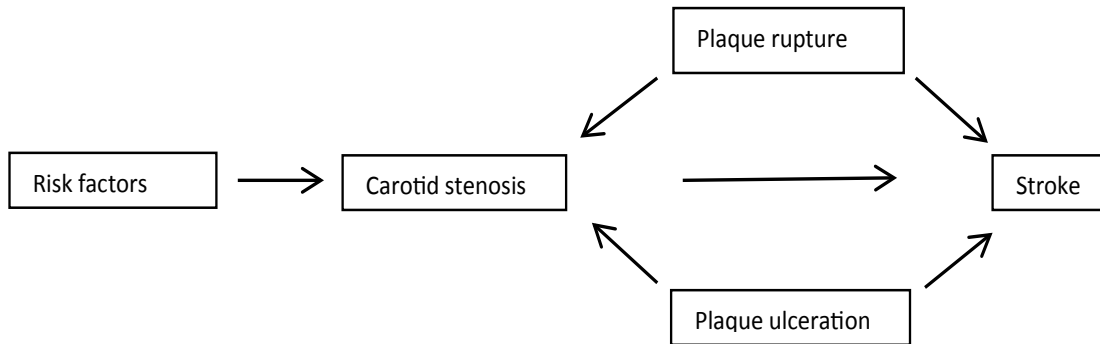 Plaque rupture
Risk factors
Carotid stenosis
Stroke
Plaque ulceration